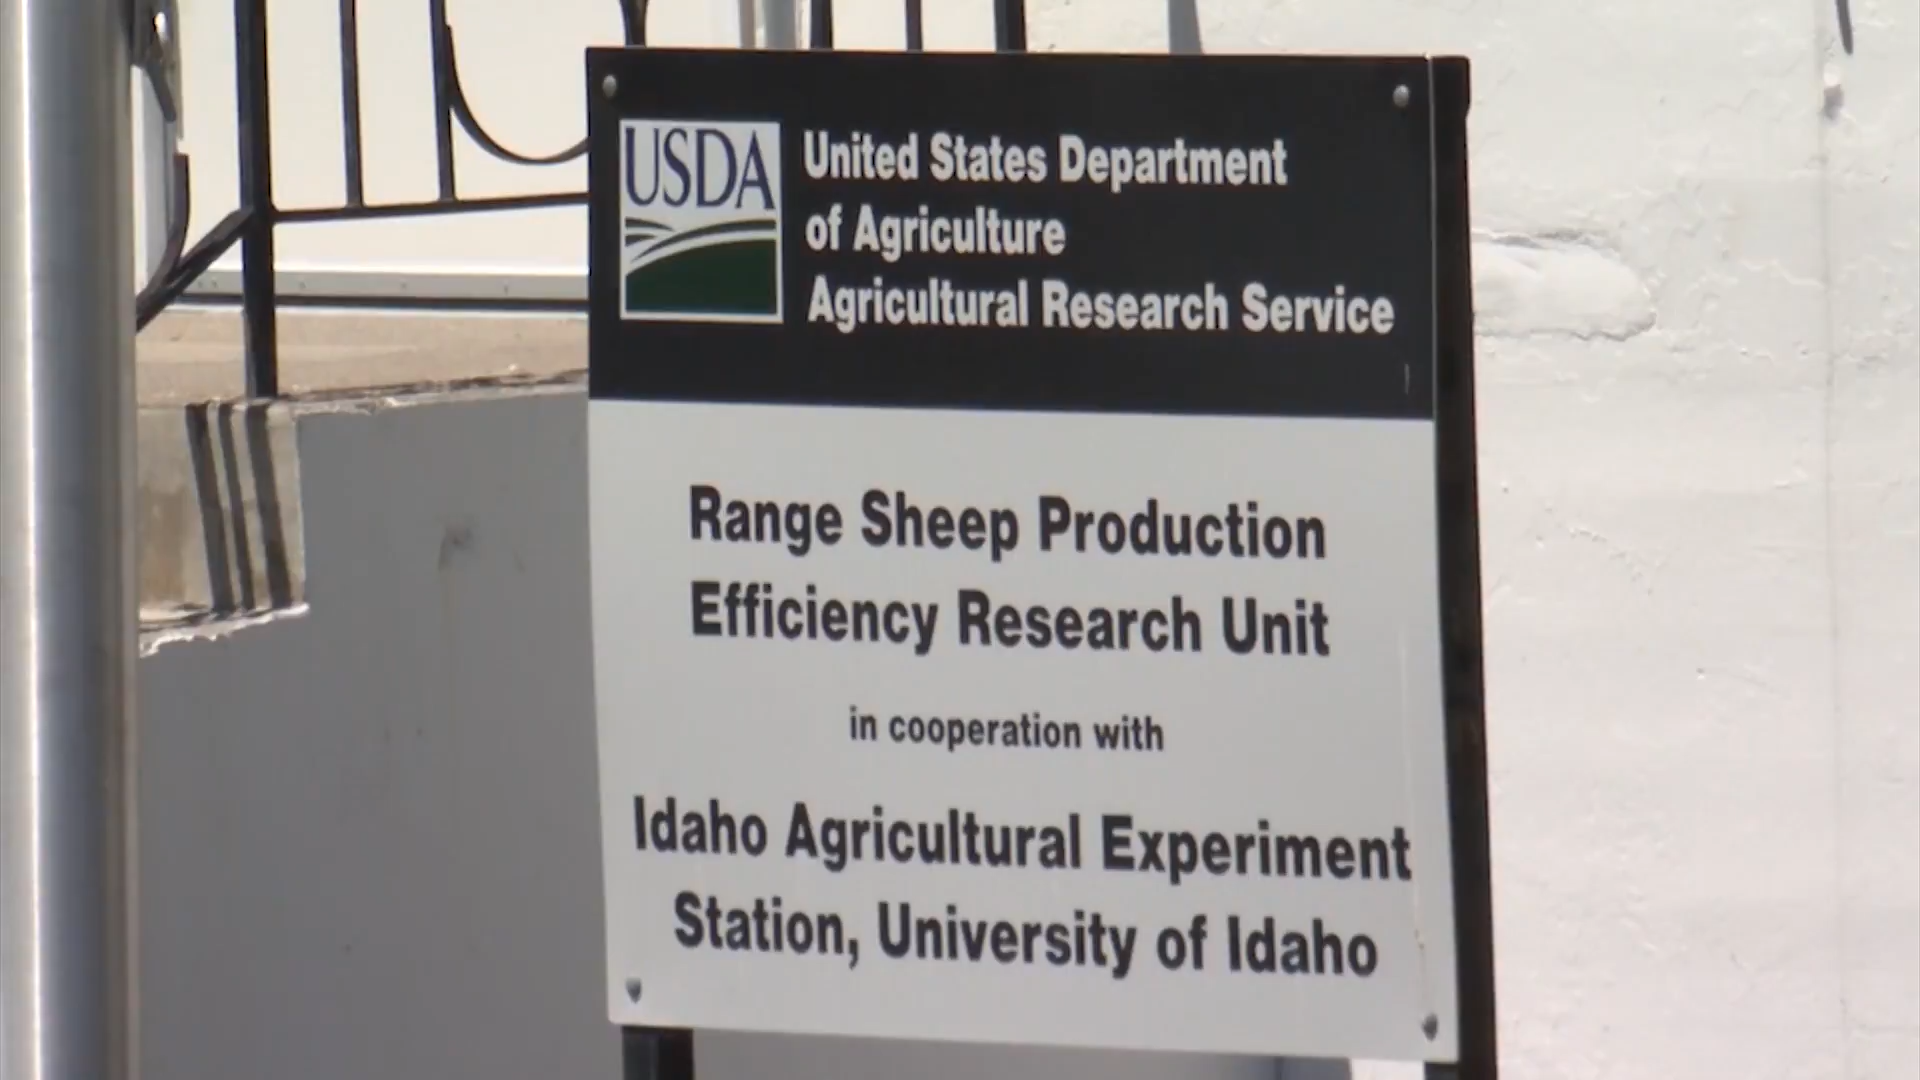 USDA
United States Department
of Agriculture
Agricultural Research Service
Range Sheep Production
Efficiency Research Unit
in cooperation with
Idaho Agricultural Experiment
Station, University of Idaho